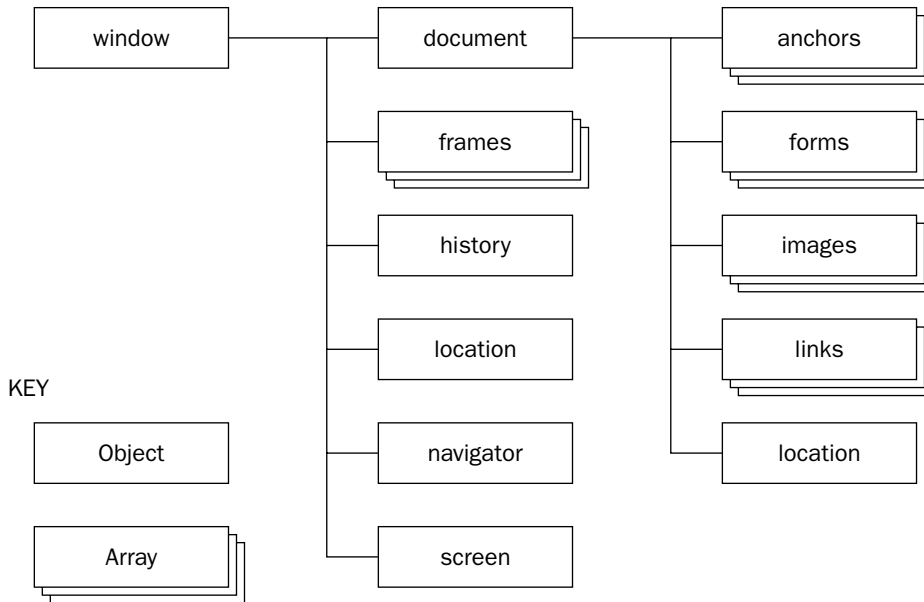 window
document
anchors
frames
forms
history
images
location
links
KEY
Object
navigator
location
Array
screen